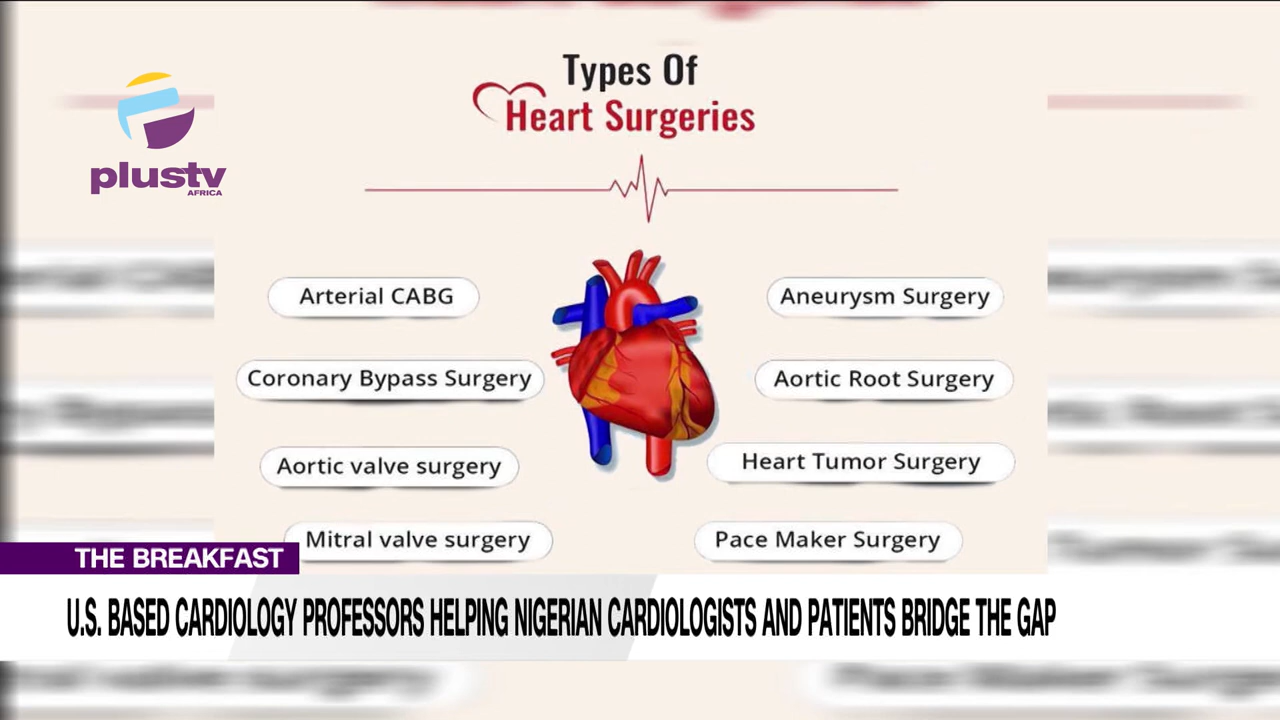 Types Of
Heart Surgeries
plustv
AFRICA
Arterial CABG
Aneurysm Surgery
Coronary Bypass Surgery
Aortic Root Surgery
Aortic valve surgery
Heart Tumor Surgery
Mitral valve surgery
Pace Maker Surgery
THE BREAKFAST
U.S. BASED CARDIOLOGY PROFESSORS HELPING NIGERIAN CARDIOLOGISTS AND PATIENTS BRIDGE THE GAP